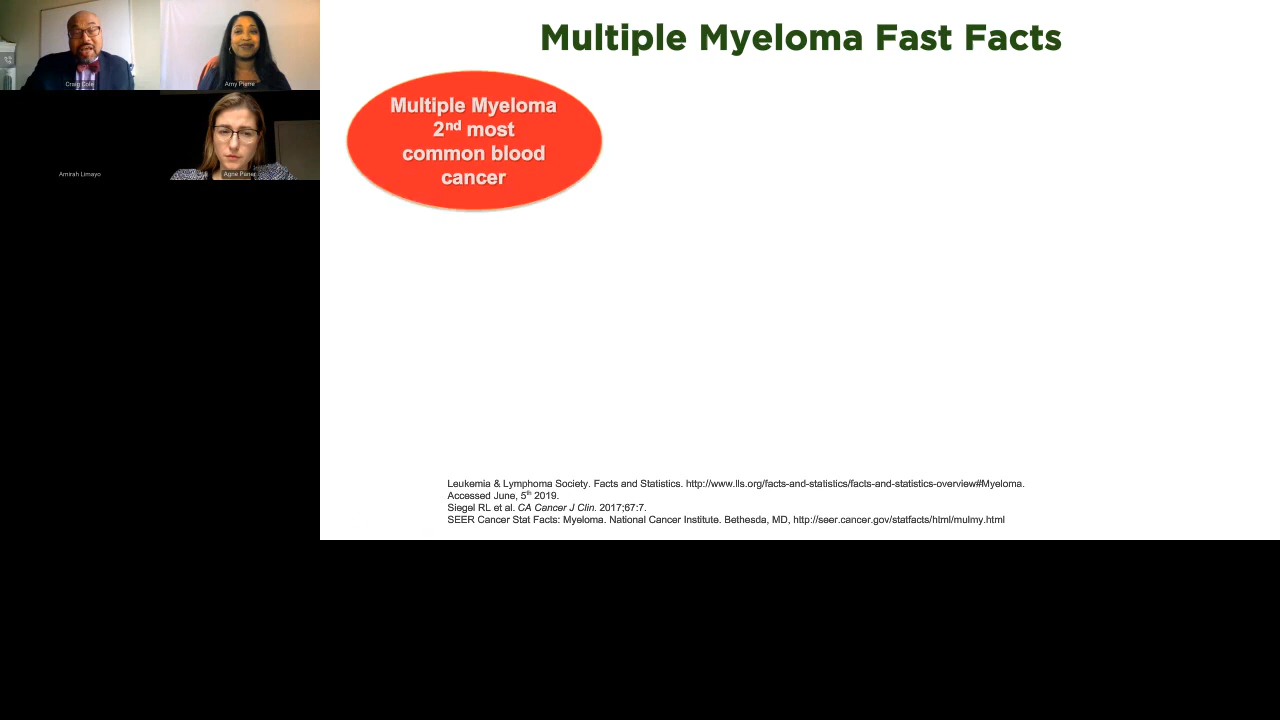 Craig Cole
Amy Pierre
Amirah Limayo
Agne Paner
Multiple Myeloma Fast Facts
Multiple Myeloma
2nd most
common blood
cancer
Leukemia & Lymphoma Society. Facts and Statistics. http://www.lls.org/facts-and-statistics/facts-and-statistics-overview#Myeloma.
Accessed June, 5th 2019.
Siegel RL et al. CA Cancer J Clin. 2017;67:7.
SEER Cancer Stat Facts: Myeloma. National Cancer Institute. Bethesda, MD, http://seer.cancer.gov/statfacts/html/mulmy.html